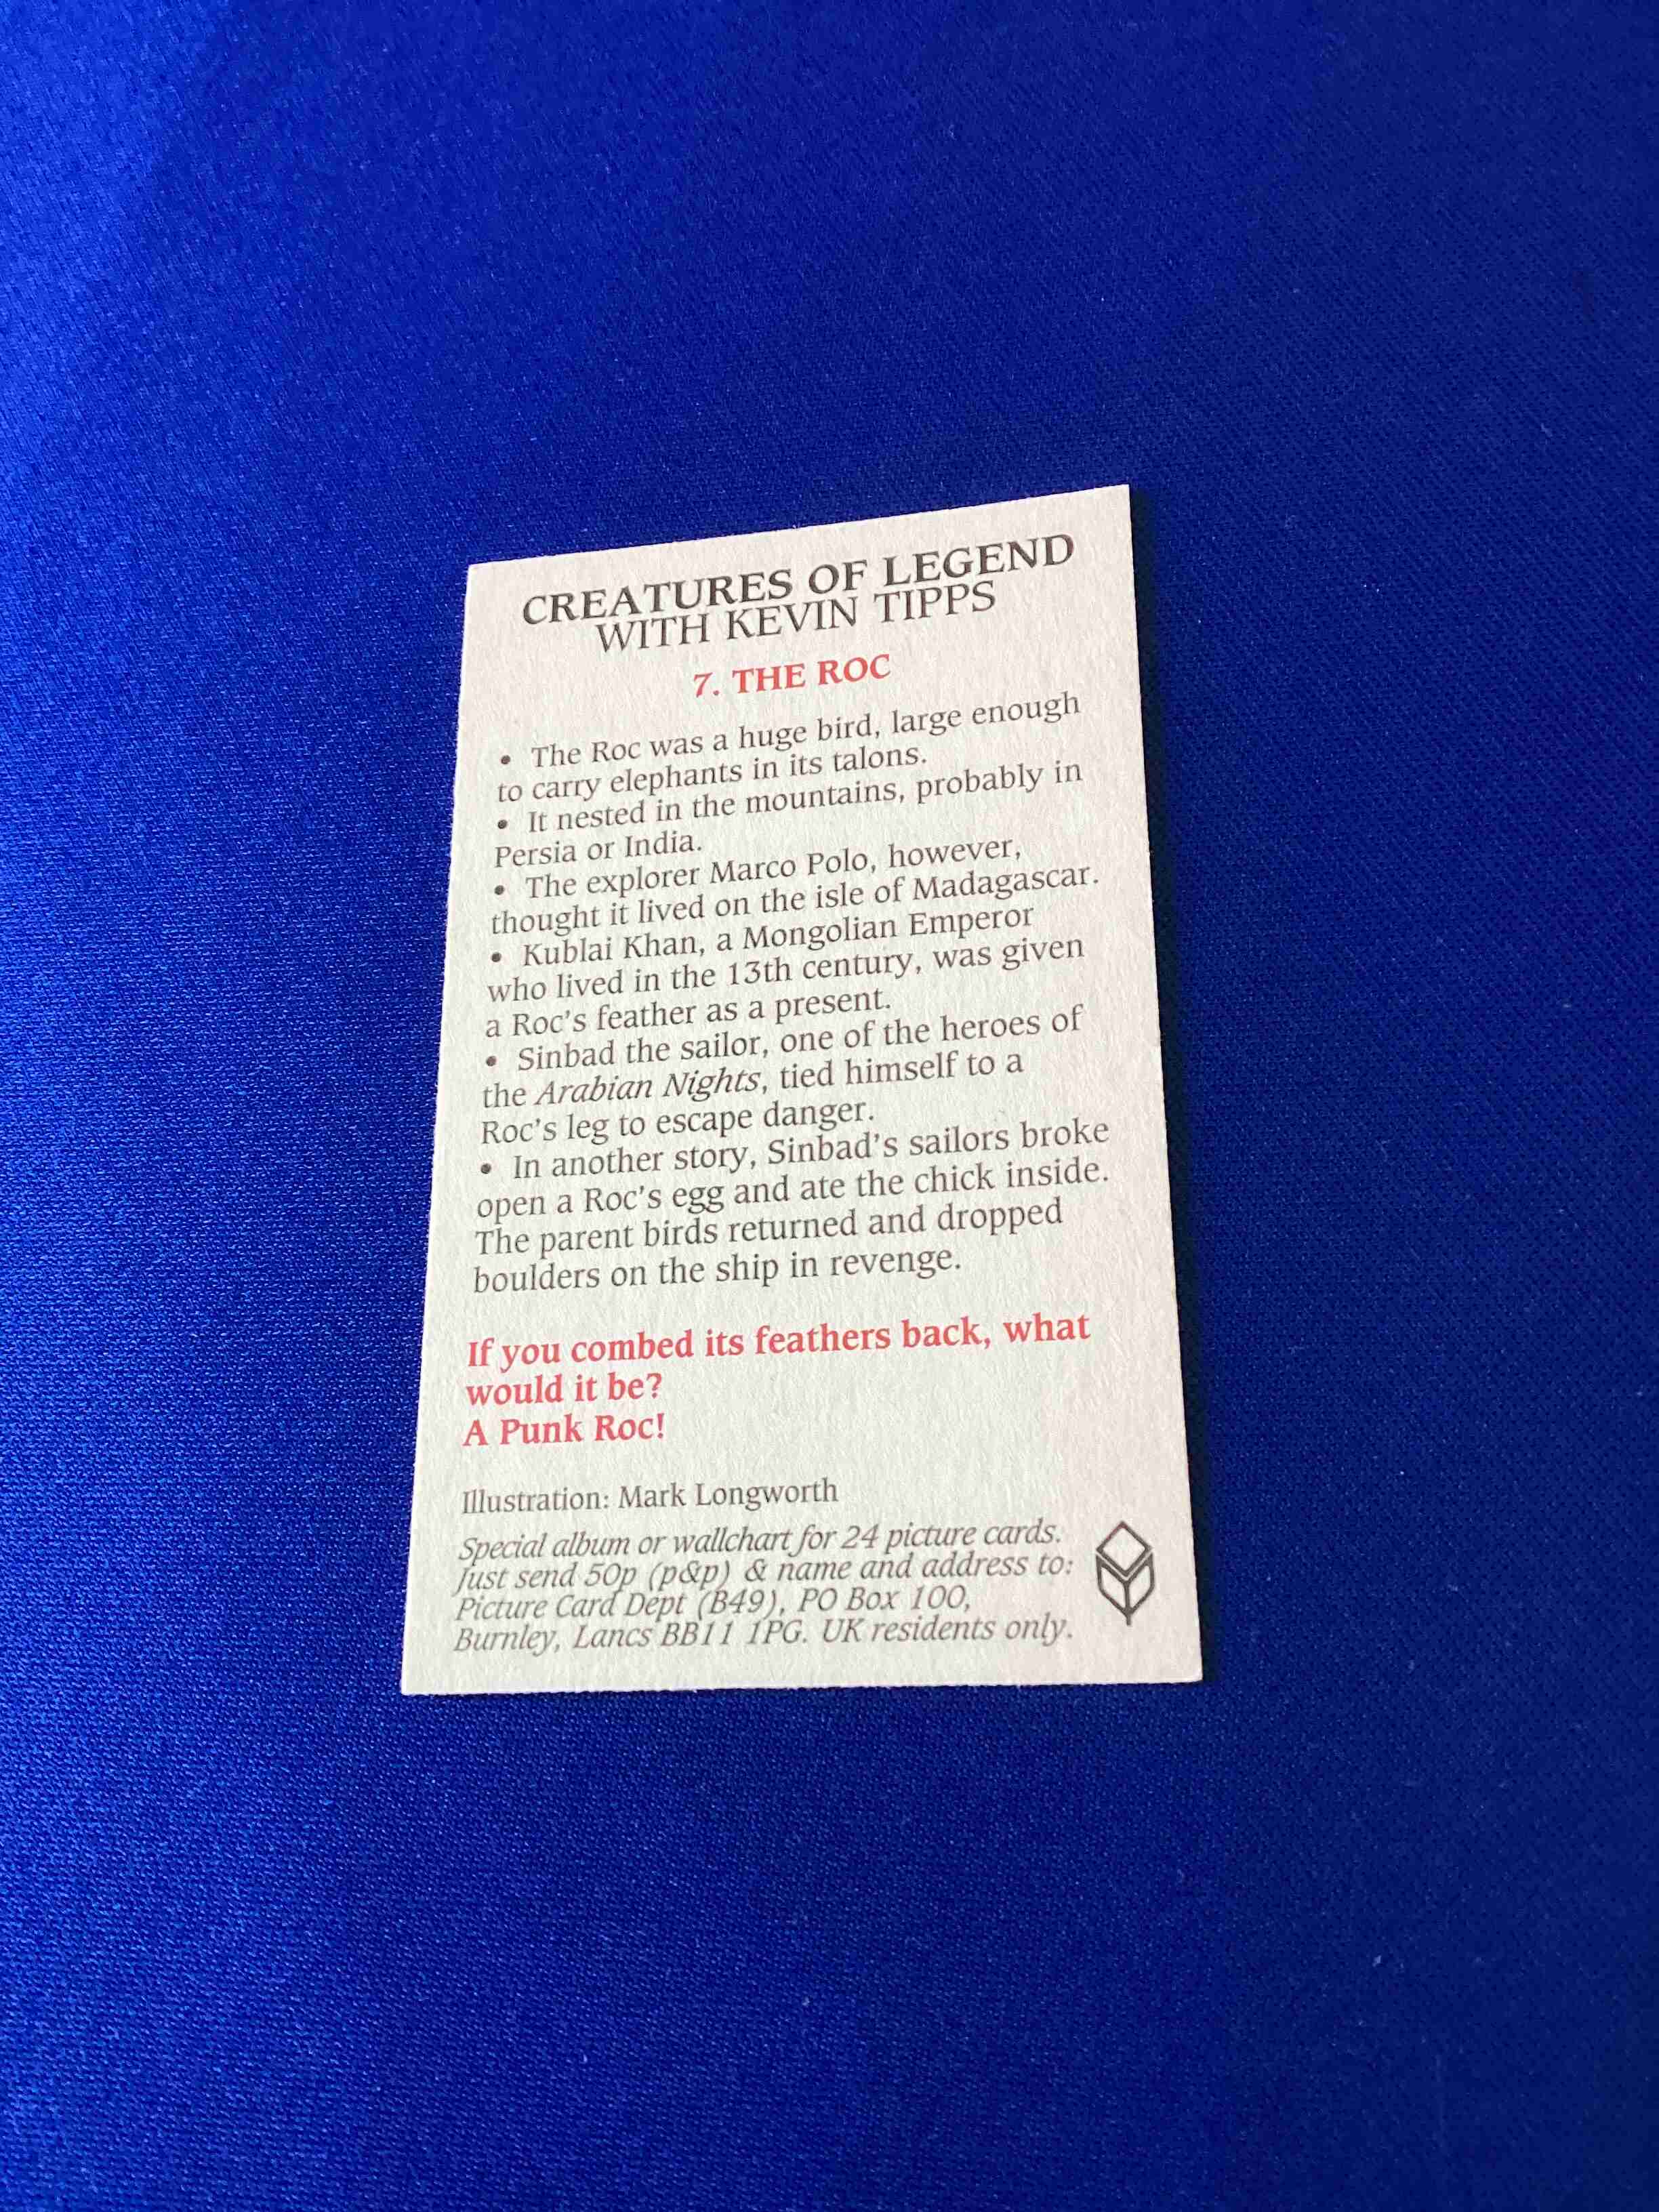 CREATURES OF LEGEND
WITH KEVIN TIPPS
7. THE ROC
• The Roc was a huge bird, large enough
to carry elephants in its talons.
• It nested in the mountains, probably in
Persia or India.
• The explorer Marco Polo, however,
thought it lived on the isle of Madagascar.
• Kublai Khan, a Mongolian Emperor
who lived in the 13th century, was given
a Roc's feather as a present.
• Sinbad the sailor, one of the heroes of
the Arabian Nights, tied himself to a
Roc's leg to escape danger.
• In another story, Sinbad's sailors broke
open a Roc's egg and ate the chick inside.
The parent birds returned and dropped
boulders on the ship in revenge.
If you combed its feathers back, what
would it be?
A Punk Roc!
Illustration: Mark Longworth
Special album or wallchart for 24 picture cards.
Just send 50p (p&p) & name and address to:
Picture Card Dept (B49), PO Box 100,
Burnley, Lancs BB11 1PG. UK residents only.